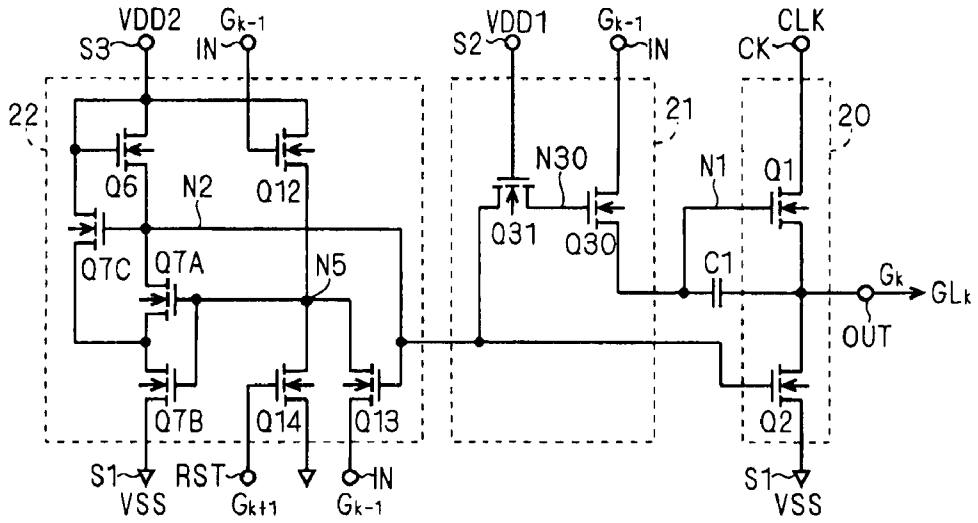 VDD2 Gk-1 VDD1 Gk-1 CLK
S3 IN S2 IN CK
22 21 20
Q6 Q12 N30 N1 Q1
N2 Q31 Q30
Q7C Q7A N5 C1 Gk GLk
OUT
Q7B Q14 Q13 Q2
S1 RST IN S1
VSS Gk+1 Gk-1 VSS